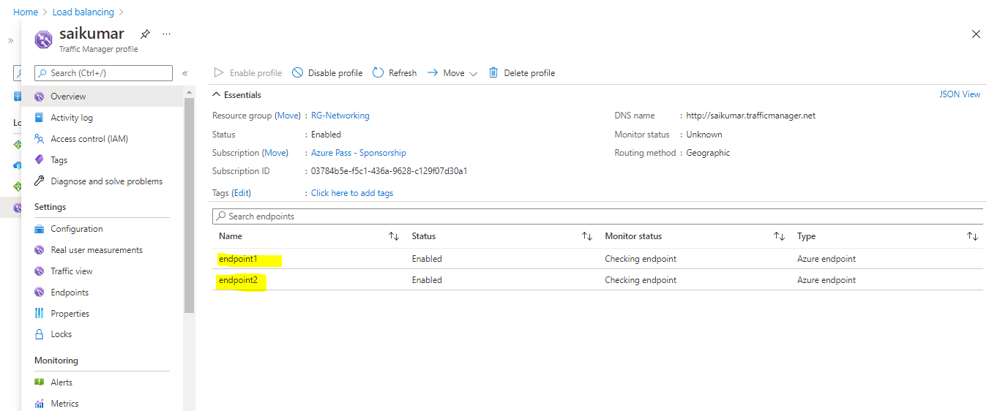 Home > Load balancing >
saikumar
Traffic Manager profile
Search (Ctrl+/)
Overview
Activity log
Access control (IAM)
Tags
Diagnose and solve problems
Settings
Configuration
Real user measurements
Traffic view
Endpoints
Properties
Locks
Monitoring
Alerts
Metrics
Lo
Enable profile Disable profile Refresh Move Delete profile
Essentials JSON View
Resource group (Move) : RG-Networking DNS name : http://saikumar.trafficmanager.net
Status : Enabled Monitor status : Unknown
Subscription (Move) : Azure Pass - Sponsorship Routing method : Geographic
Subscription ID : 03784b5e-f5c1-436a-9628-c129f07d30a1
Tags (Edit) : Click here to add tags
Search endpoints
Name Status Monitor status Type
endpoint1 Enabled Checking endpoint Azure endpoint
endpoint2 Enabled Checking endpoint Azure endpoint